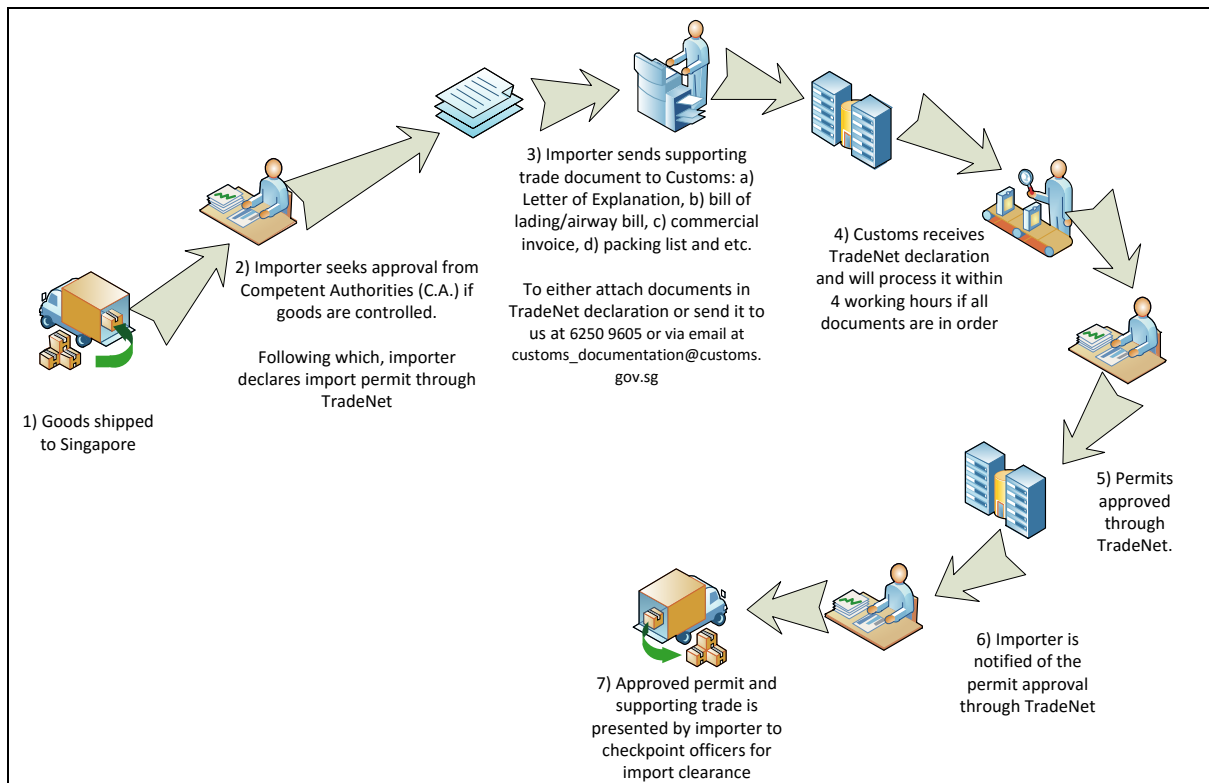 1) Goods shipped
to Singapore
2) Importer seeks approval from
Competent Authorities (C.A.) if
goods are controlled.
Following which, importer
declares import permit through
TradeNet
3) Importer sends supporting
trade document to Customs: a)
Letter of Explanation, b) bill of
lading/airway bill, c) commercial
invoice, d) packing list and etc.
To either attach documents in
TradeNet declaration or send it to
us at 6250 9605 or via email at
customs_documentation@customs.
gov.sg
4) Customs receives
TradeNet declaration
and will process it within
4 working hours if all
documents are in order
5) Permits
approved
through
TradeNet.
6) Importer is
notified of the
permit approval
through TradeNet
7) Approved permit and
supporting trade is
presented by importer to
checkpoint officers for
import clearance